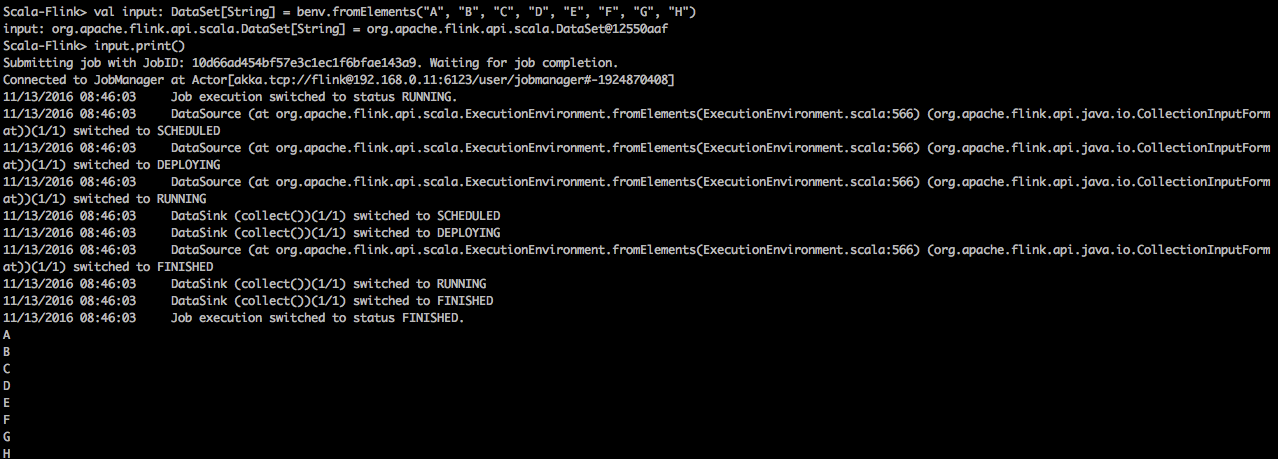 Scala-Flink> val input: DataSet[String] = benv.fromElements("A", "B", "C", "D", "E", "F", "G", "H")
input: org.apache.flink.api.scala.DataSet[String] = org.apache.flink.api.scala.DataSet@12550aaf
Scala-Flink> input.print()
Submitting job with JobID: 10d66ad454bf57e3c1ec1f6bfae143a9. Waiting for job completion.
Connected to JobManager at Actor[akka.tcp://flink@192.168.0.11:6123/user/jobmanager#-1924870408]
11/13/2016 08:46:03	Job execution switched to status RUNNING.
11/13/2016 08:46:03	DataSource (at org.apache.flink.api.scala.ExecutionEnvironment.fromElements(ExecutionEnvironment.scala:566) (org.apache.flink.api.java.io.CollectionInputForm
at))(1/1) switched to SCHEDULED
11/13/2016 08:46:03	DataSource (at org.apache.flink.api.scala.ExecutionEnvironment.fromElements(ExecutionEnvironment.scala:566) (org.apache.flink.api.java.io.CollectionInputForm
at))(1/1) switched to DEPLOYING
11/13/2016 08:46:03	DataSource (at org.apache.flink.api.scala.ExecutionEnvironment.fromElements(ExecutionEnvironment.scala:566) (org.apache.flink.api.java.io.CollectionInputForm
at))(1/1) switched to RUNNING
11/13/2016 08:46:03	DataSink (collect())(1/1) switched to SCHEDULED
11/13/2016 08:46:03	DataSink (collect())(1/1) switched to DEPLOYING
11/13/2016 08:46:03	DataSource (at org.apache.flink.api.scala.ExecutionEnvironment.fromElements(ExecutionEnvironment.scala:566) (org.apache.flink.api.java.io.CollectionInputForm
at))(1/1) switched to FINISHED
11/13/2016 08:46:03	DataSink (collect())(1/1) switched to RUNNING
11/13/2016 08:46:03	DataSink (collect())(1/1) switched to FINISHED
11/13/2016 08:46:03	Job execution switched to status FINISHED.
A
B
C
D
E
F
G
H